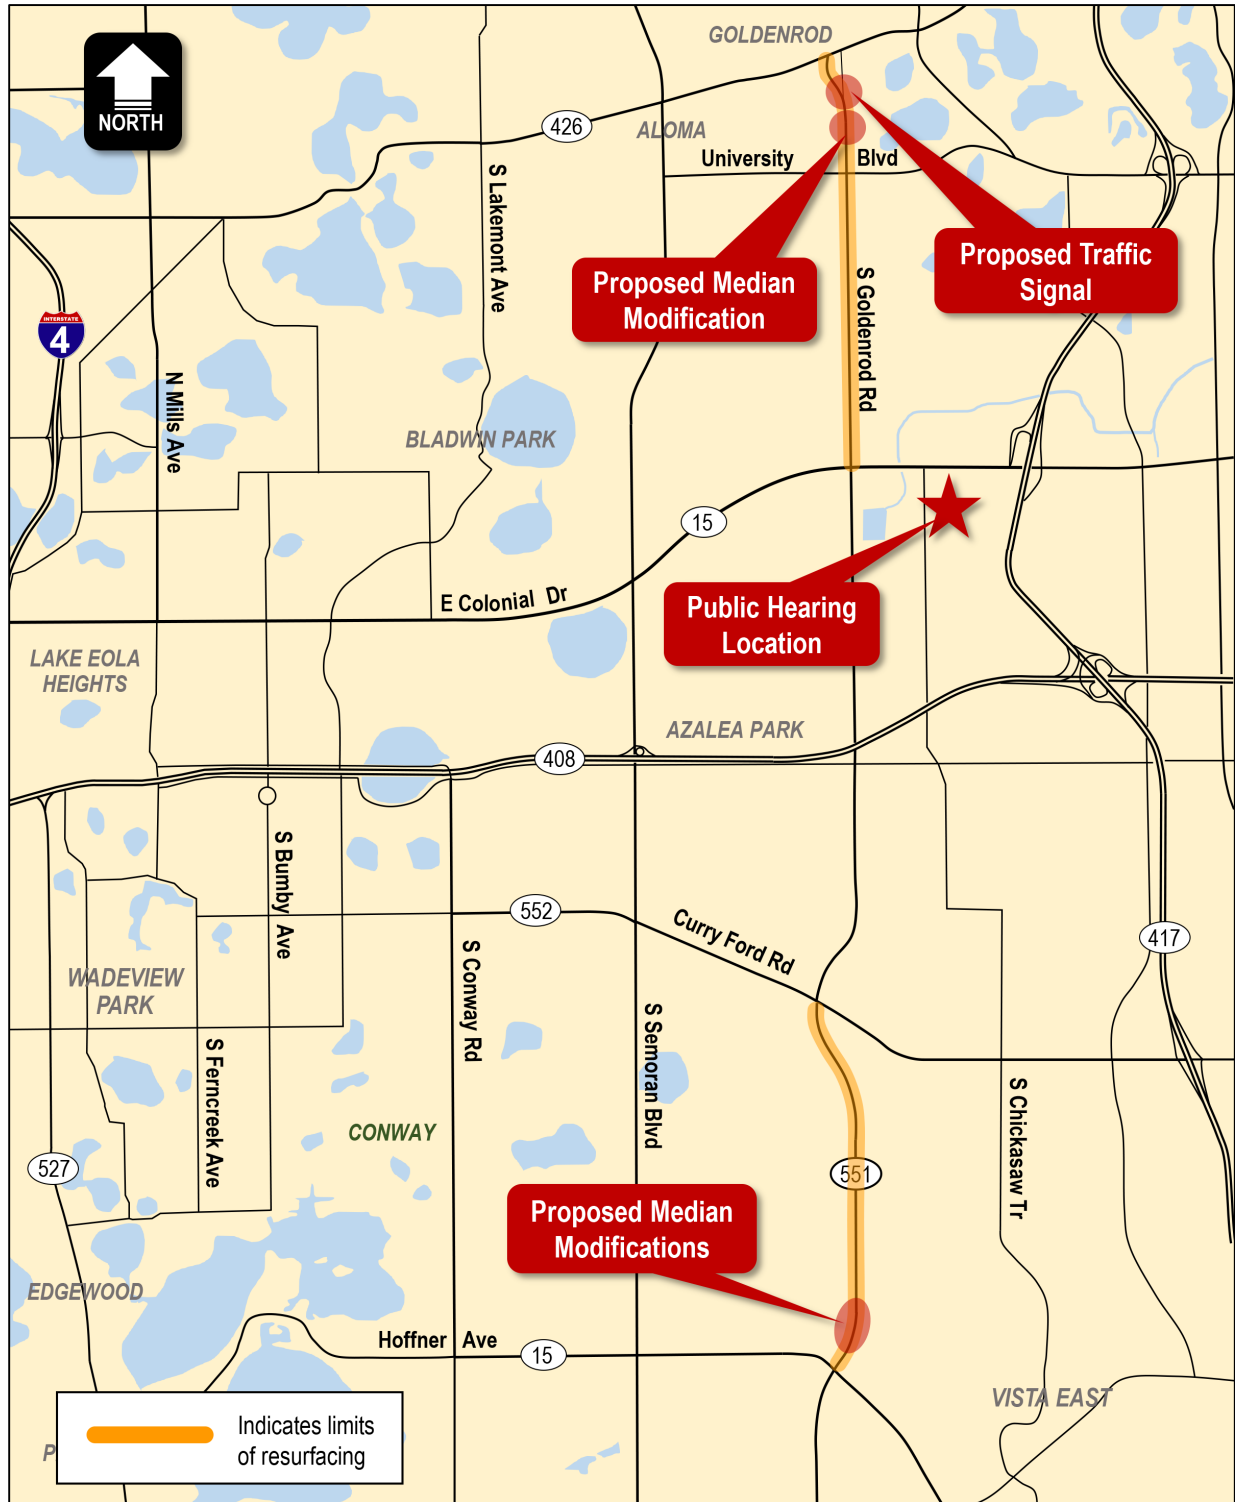 GOLDENROD
NORTH
426
ALOMA
University Blvd
S Lakemont Ave
Proposed Traffic
Signal
Proposed Median
Modification
S Goldenrod Rd
INTERSTATE
4
N Mills Ave
BLADWIN PARK
15
E Colonial Dr
Public Hearing
Location
LAKE EOLA
HEIGHTS
AZALEA PARK
408
S Bumby Ave
552
Curry Ford Rd
417
S Conway Rd
WADEVIEW
PARK
S Semoran Blvd
S Ferncreek Ave
S Chickasaw Tr
CONWAY
527
551
Proposed Median
Modifications
EDGEWOOD
Hoffner Ave
15
VISTA EAST
Indicates limits
of resurfacing
P